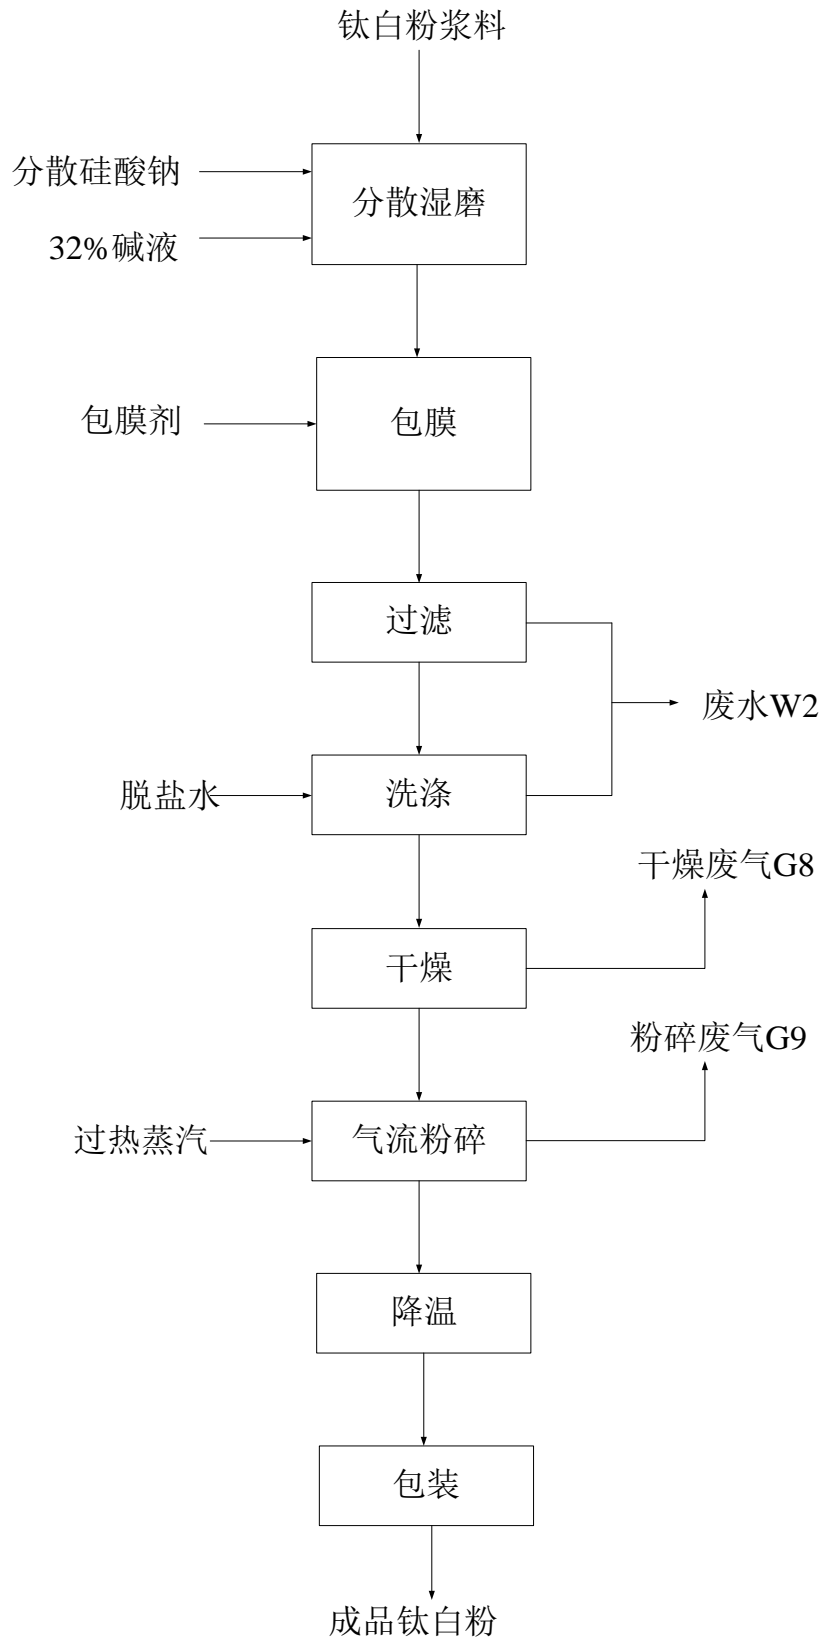 钛白粉浆料
分散硅酸钠
分散湿磨
32%碱液
包膜剂
包膜
过滤
废水W2
脱盐水
洗涤
干燥废气G8
干燥
粉碎废气G9
过热蒸汽
气流粉碎
降温
包装
成品钛白粉